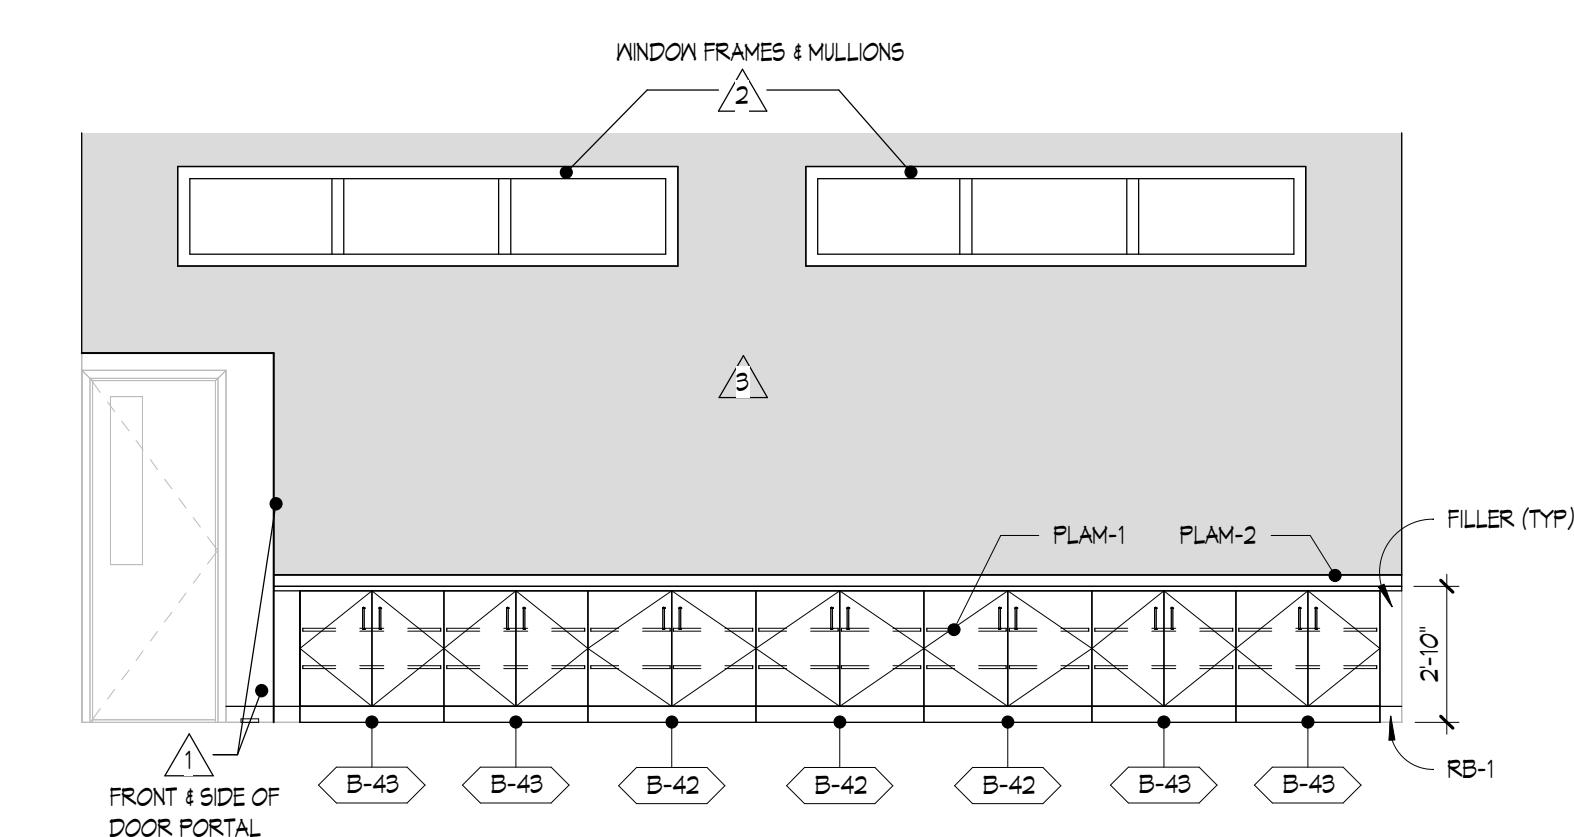 WINDOW FRAMES & MULLIONS
2
3
PLAM-1
PLAM-2
FILLER (TYP)
2'-10"
1
FRONT & SIDE OF
DOOR PORTAL
B-43
B-43
B-42
B-42
B-42
B-43
B-43
RB-1